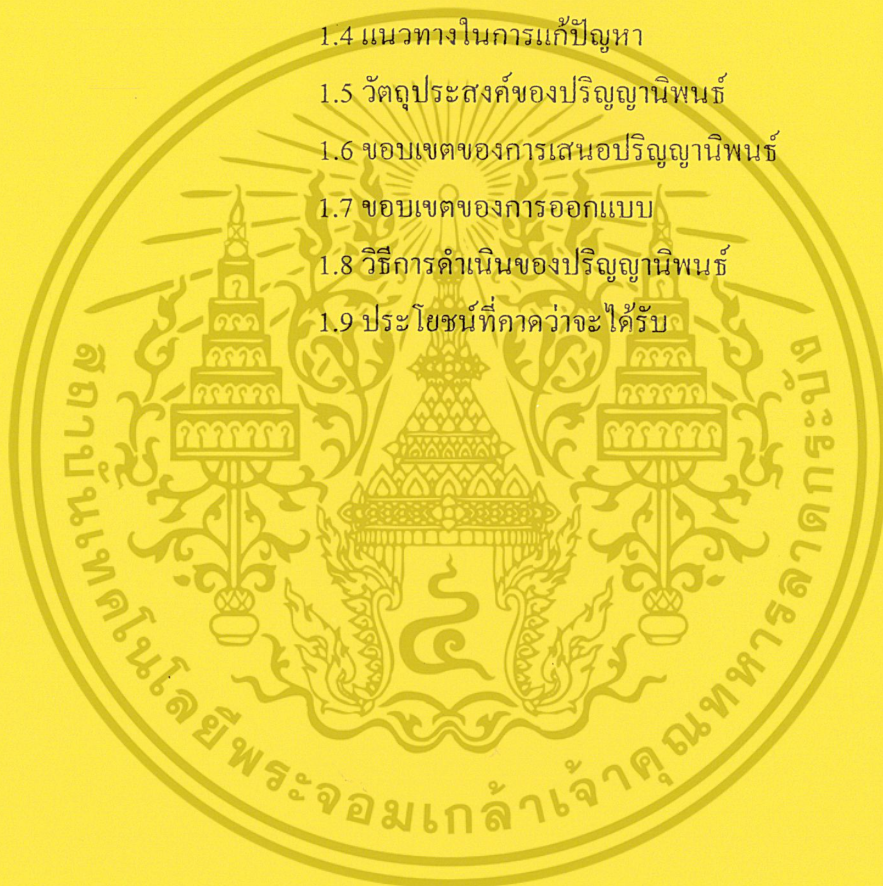 1.4 แนวทางในการแก้ปัญหา
1.5 วัตถุประสงค์ของปริญญานิพนธ์
1.6 ขอบเขตของการเสนอปริญญานิพนธ์
1.7 ขอบเขตของการออกแบบ
1.8 วิธีการดำเนินของปริญญานิพนธ์
1.9 ประโยชน์ที่คาดว่าจะได้รับ
สถาบันเทคโนโลยีพระจอมเกล้าเจ้าคุณทหารลาดกระบัง
๔